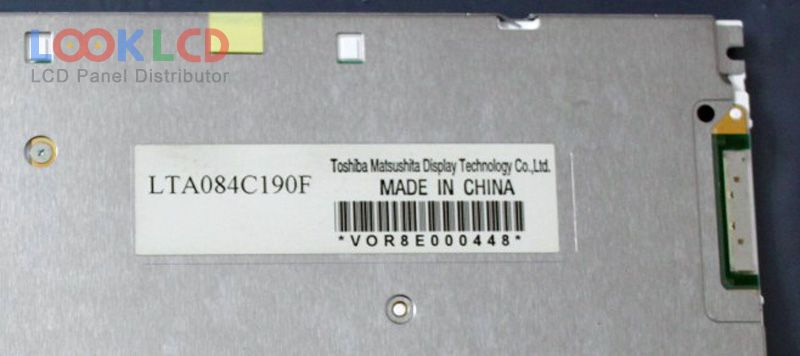 LOOKLCD
LCD Panel Distributor
LTA084C190F
Toshiba Matsushita Display Technology Co.,Ltd.
MADE IN CHINA
*VOR8E000448*